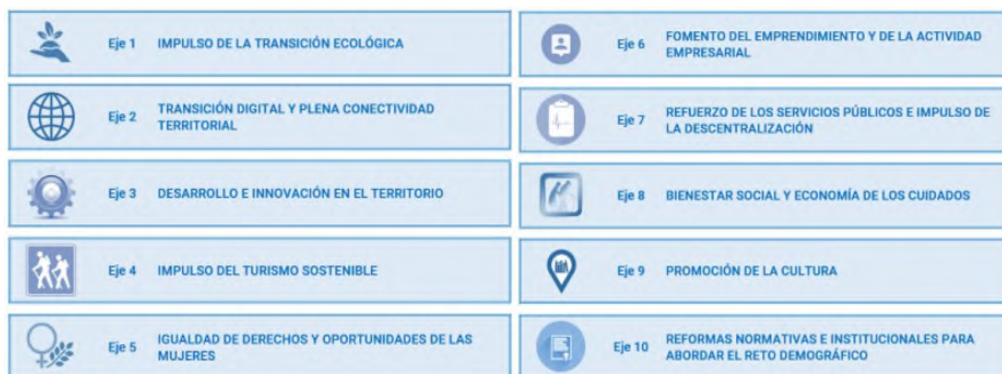 Eje 1 IMPULSO DE LA TRANSICIÓN ECOLÓGICA
Eje 2 TRANSICIÓN DIGITAL Y PLENA CONECTIVIDAD
TERRITORIAL
Eje 3 DESARROLLO E INNOVACIÓN EN EL TERRITORIO
Eje 4 IMPULSO DEL TURISMO SOSTENIBLE
Eje 5 IGUALDAD DE DERECHOS Y OPORTUNIDADES DE LAS
MUJERES
Eje 6 FOMENTO DEL EMPRENDIMIENTO Y DE LA ACTIVIDAD
EMPRESARIAL
Eje 7 REFUERZO DE LOS SERVICIOS PÚBLICOS E IMPULSO DE
LA DESCENTRALIZACIÓN
Eje 8 BIENESTAR SOCIAL Y ECONOMÍA DE LOS CUIDADOS
Eje 9 PROMOCIÓN DE LA CULTURA
Eje 10 REFORMAS NORMATIVAS E INSTITUCIONALES PARA
ABORDAR EL RETO DEMOGRÁFICO